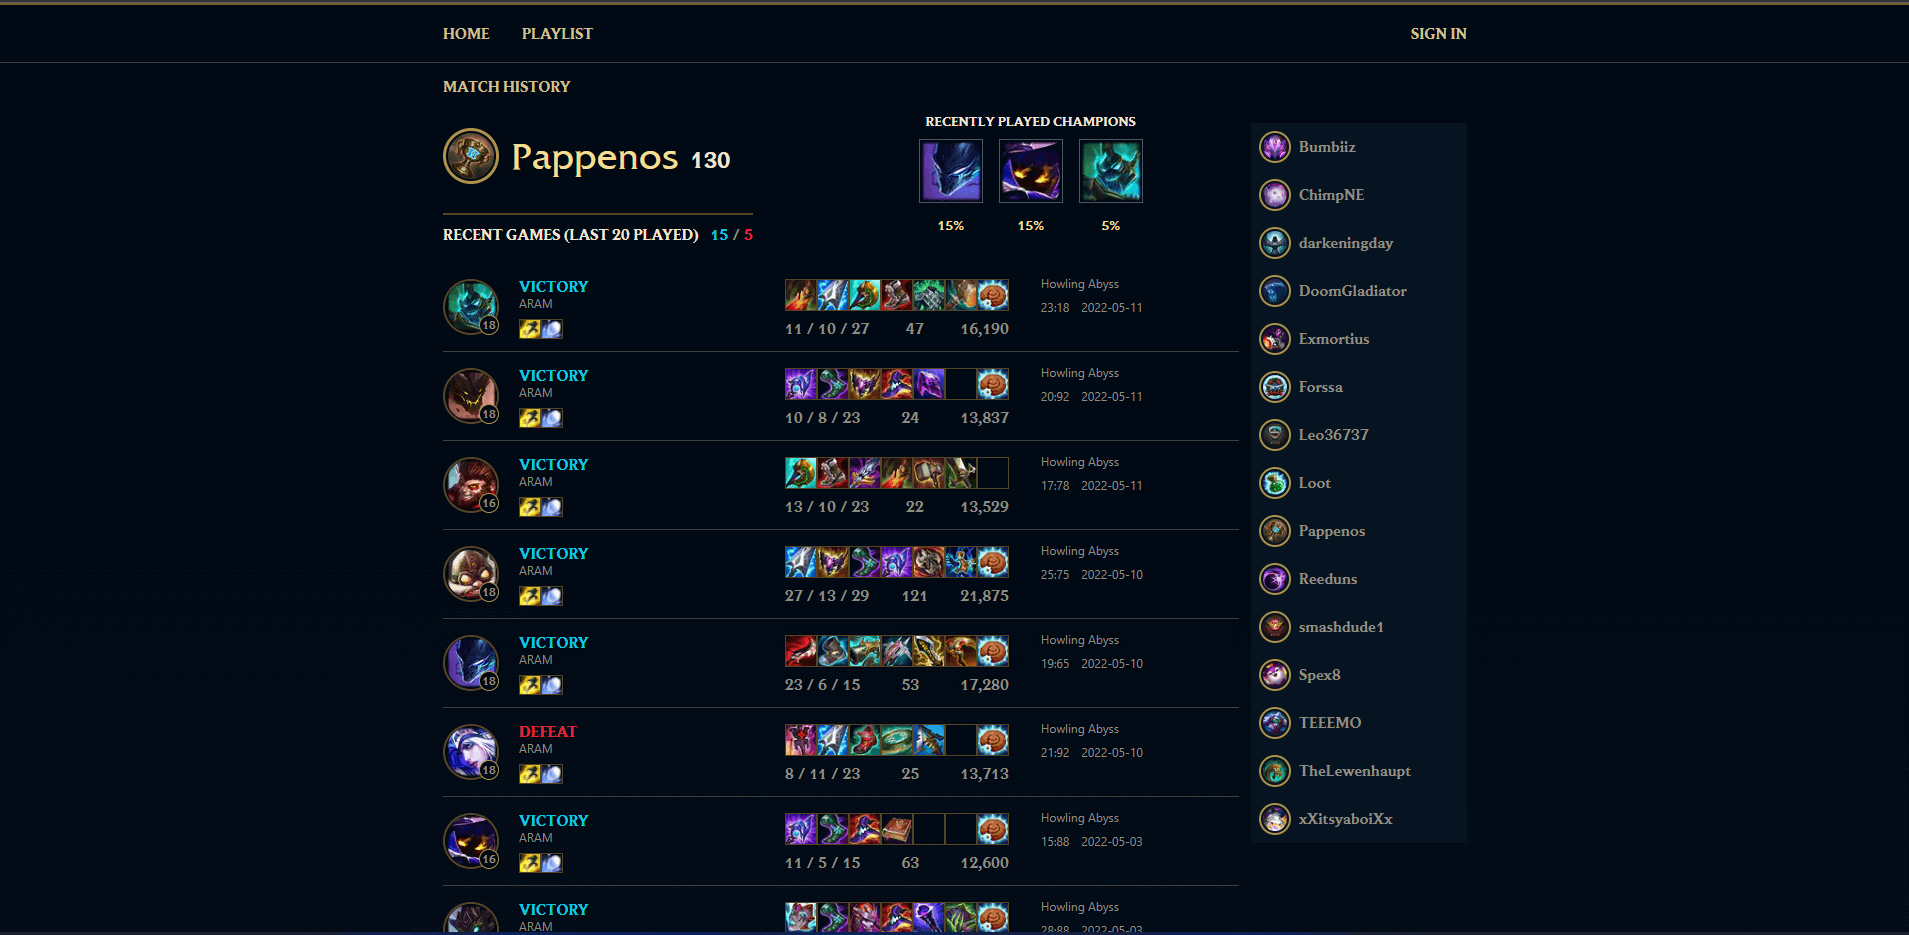 HOME PLAYLIST SIGN IN
MATCH HISTORY
Pappenos 130
RECENTLY PLAYED CHAMPIONS
15% 15% 5%
RECENT GAMES (LAST 20 PLAYED) 15 / 5
VICTORY
ARAM
18
11 / 10 / 27 47 16,190
Howling Abyss
23:18 2022-05-11
VICTORY
ARAM
18
10 / 8 / 23 24 13,837
Howling Abyss
20:92 2022-05-11
VICTORY
ARAM
16
13 / 10 / 23 22 13,529
Howling Abyss
17:78 2022-05-11
VICTORY
ARAM
18
27 / 13 / 29 121 21,875
Howling Abyss
25:75 2022-05-10
VICTORY
ARAM
18
23 / 6 / 15 53 17,280
Howling Abyss
19:65 2022-05-10
DEFEAT
ARAM
18
8 / 11 / 23 25 13,713
Howling Abyss
21:92 2022-05-10
VICTORY
ARAM
16
11 / 5 / 15 63 12,600
Howling Abyss
15:88 2022-05-03
VICTORY
ARAM
Howling Abyss
28:88 2022-05-03
Bumbiiz
ChimpNE
darkeningday
DoomGladiator
Exmortius
Forssa
Leo36737
Loot
Pappenos
Reeduns
smashdude1
Spex8
TEEEMO
TheLewenhaupt
xXitsyaboiXx